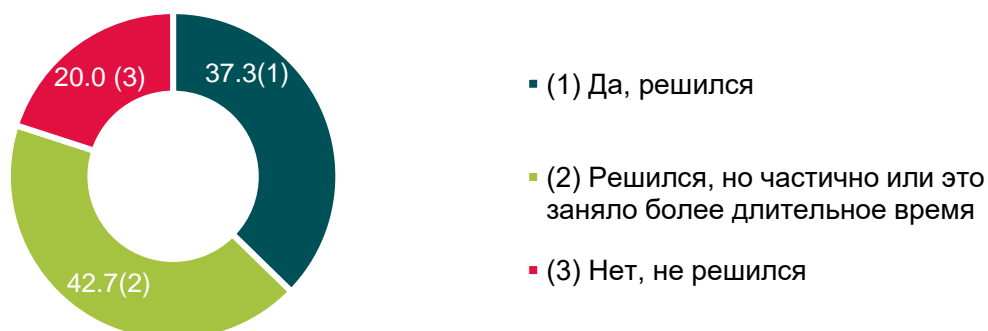 20.0 (3)
37.3(1)
42.7(2)
(1) Да, решился
(2) Решился, но частично или это
заняло более длительное время
(3) Нет, не решился